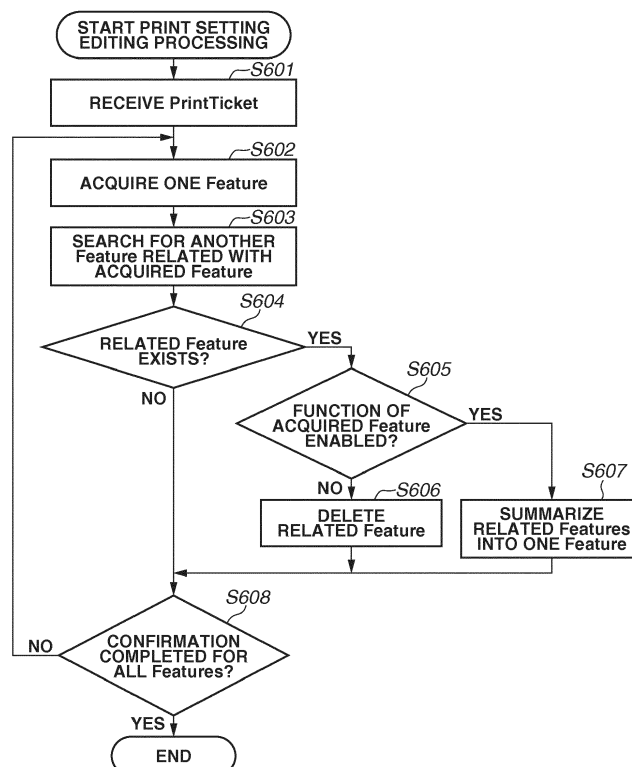 START PRINT SETTING
EDITING PROCESSING
S601
RECEIVE PrintTicket
S602
ACQUIRE ONE Feature
S603
SEARCH FOR ANOTHER
Feature RELATED WITH
ACQUIRED Feature
S604
RELATED Feature
EXISTS?
YES
NO
S605
FUNCTION OF
ACQUIRED Feature
ENABLED?
YES
NO
S606
DELETE
RELATED Feature
S607
SUMMARIZE
RELATED Features
INTO ONE Feature
S608
CONFIRMATION
COMPLETED FOR
ALL Features?
NO
YES
END